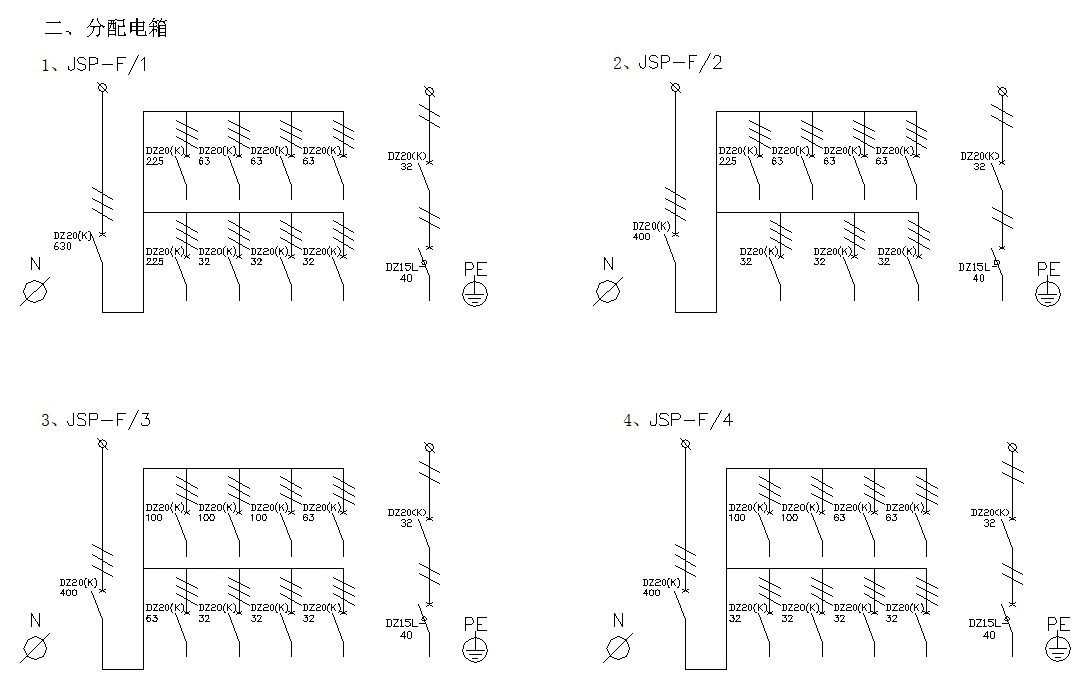 二、分配电箱
1、JSP-F/1
DZ20(K) DZ20(K) DZ20(K) DZ20(K)
225 63 63 63
DZ20(K)
32
DZ20(K)
630
DZ20(K) DZ20(K) DZ20(K) DZ20(K)
225 32 32 32
DZ15L
40
N
PE
2、JSP-F/2
DZ20(K) DZ20(K) DZ20(K) DZ20(K)
225 63 63 63
DZ20(K)
32
DZ20(K)
400
DZ20(K) DZ20(K) DZ20(K)
32 32 32
DZ15L
40
N
PE
3、JSP-F/3
DZ20(K) DZ20(K) DZ20(K) DZ20(K)
100 100 100 63
DZ20(K)
32
DZ20(K)
400
DZ20(K) DZ20(K) DZ20(K) DZ20(K)
63 32 32 32
DZ15L
40
N
PE
4、JSP-F/4
DZ20(K) DZ20(K) DZ20(K) DZ20(K)
100 100 63 63
DZ20(K)
32
DZ20(K)
400
DZ20(K) DZ20(K) DZ20(K) DZ20(K)
32 32 32 32
DZ15L
40
N
PE